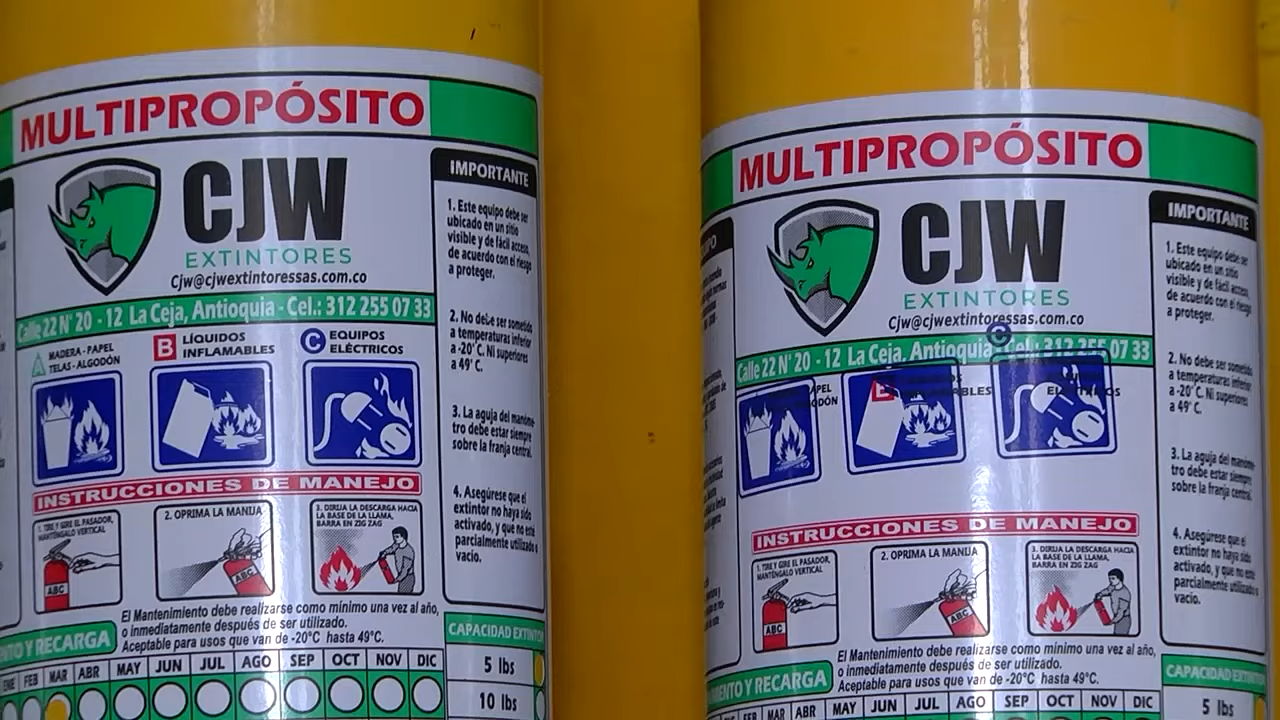 MULTIPROPÓSITO
CJW
EXTINTORES
Cjw@cjwextintoressas.com.co
Calle 22 N° 20 - 12 La Ceja, Antioquia - Cel.: 312 255 07 33
A MADERA - PAPEL
TELAS - ALGODÓN
B LÍQUIDOS
INFLAMABLES
C EQUIPOS
ELÉCTRICOS
INSTRUCCIONES DE MANEJO
1. TIRE Y GIRE EL PASADOR,
MANTÉNGALO VERTICAL
ABC
2. OPRIMA LA MANIJA
ABC
3. DIRIJA LA DESCARGA HACIA
LA BASE DE LA LLAMA,
BARRA EN ZIG ZAG
El Mantenimiento debe realizarse como mínimo una vez al año,
o inmediatamente después de ser utilizado.
Aceptable para usos que van de -20°C hasta 49°C.
NTO Y RECARGA
ENE FEB MAR ABR MAY JUN JUL AGO SEP OCT NOV DIC
IMPORTANTE
1. Este equipo debe ser
ubicado en un sitio
visible y de fácil acceso,
de acuerdo con el riesgo
a proteger.
2. No debe ser sometido
a temperaturas inferior
a -20° C. Ni superiores
a 49° C.
3. La aguja del manóme-
tro debe estar siempre
sobre la franja central.
4. Asegúrese que el
extintor no haya sido
activado, y que no esté
parcialmente utilizado o
vacío.
CAPACIDAD EXTINTOR
5 lbs
10 lbs
MULTIPROPÓSITO
CJW
EXTINTORES
Cjw@cjwextintoressas.com.co
Calle 22 N° 20 - 12 La Ceja, Antioquia - Cel.: 312 255 07 33
C
B
INSTRUCCIONES DE MANEJO
1. TIRE Y GIRE EL PASADOR,
MANTÉNGALO VERTICAL
ABC
2. OPRIMA LA MANIJA
ABC
3. DIRIJA LA DESCARGA HACIA
LA BASE DE LA LLAMA,
BARRA EN ZIG ZAG
El Mantenimiento debe realizarse como mínimo una vez al año,
o inmediatamente después de ser utilizado.
Aceptable para usos que van de -20°C hasta 49°C.
MIENTO Y RECARGA
FEB MAR ABR MAY JUN JUL AGO SEP OCT NOV DIC
IMPORTANTE
1. Este equipo debe ser
ubicado en un sitio
visible y de fácil acceso,
de acuerdo con el riesgo
a proteger.
2. No debe ser sometido
a temperaturas inferior
a -20° C. Ni superiores
a 49° C.
3. La aguja del manóme-
tro debe estar siempre
sobre la franja central.
4. Asegúrese que el
extintor no haya sido
activado, y que no esté
parcialmente utilizado o
vacío.
CAPACIDAD EXTINTOR
5 lbs